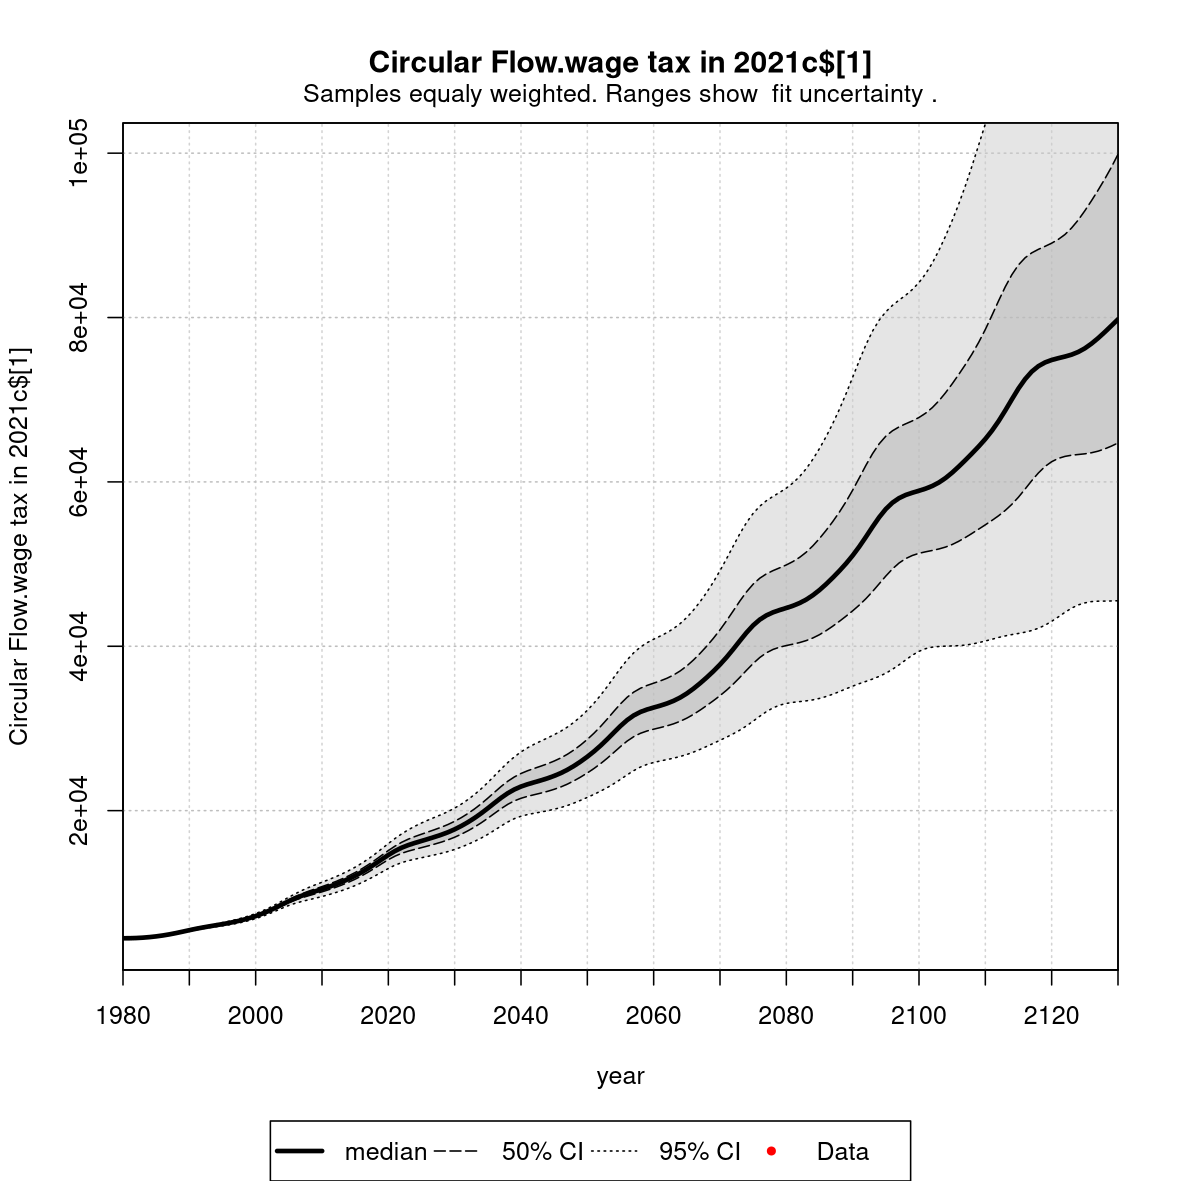 Circular Flow.wage tax in 2021c$[1]
Samples equaly weighted. Ranges show  fit uncertainty .
Circular Flow.wage tax in 2021c$[1]
1e+05
8e+04
6e+04
4e+04
2e+04
1980 2000 2020 2040 2060 2080 2100 2120
year
median 50% CI 95% CI Data